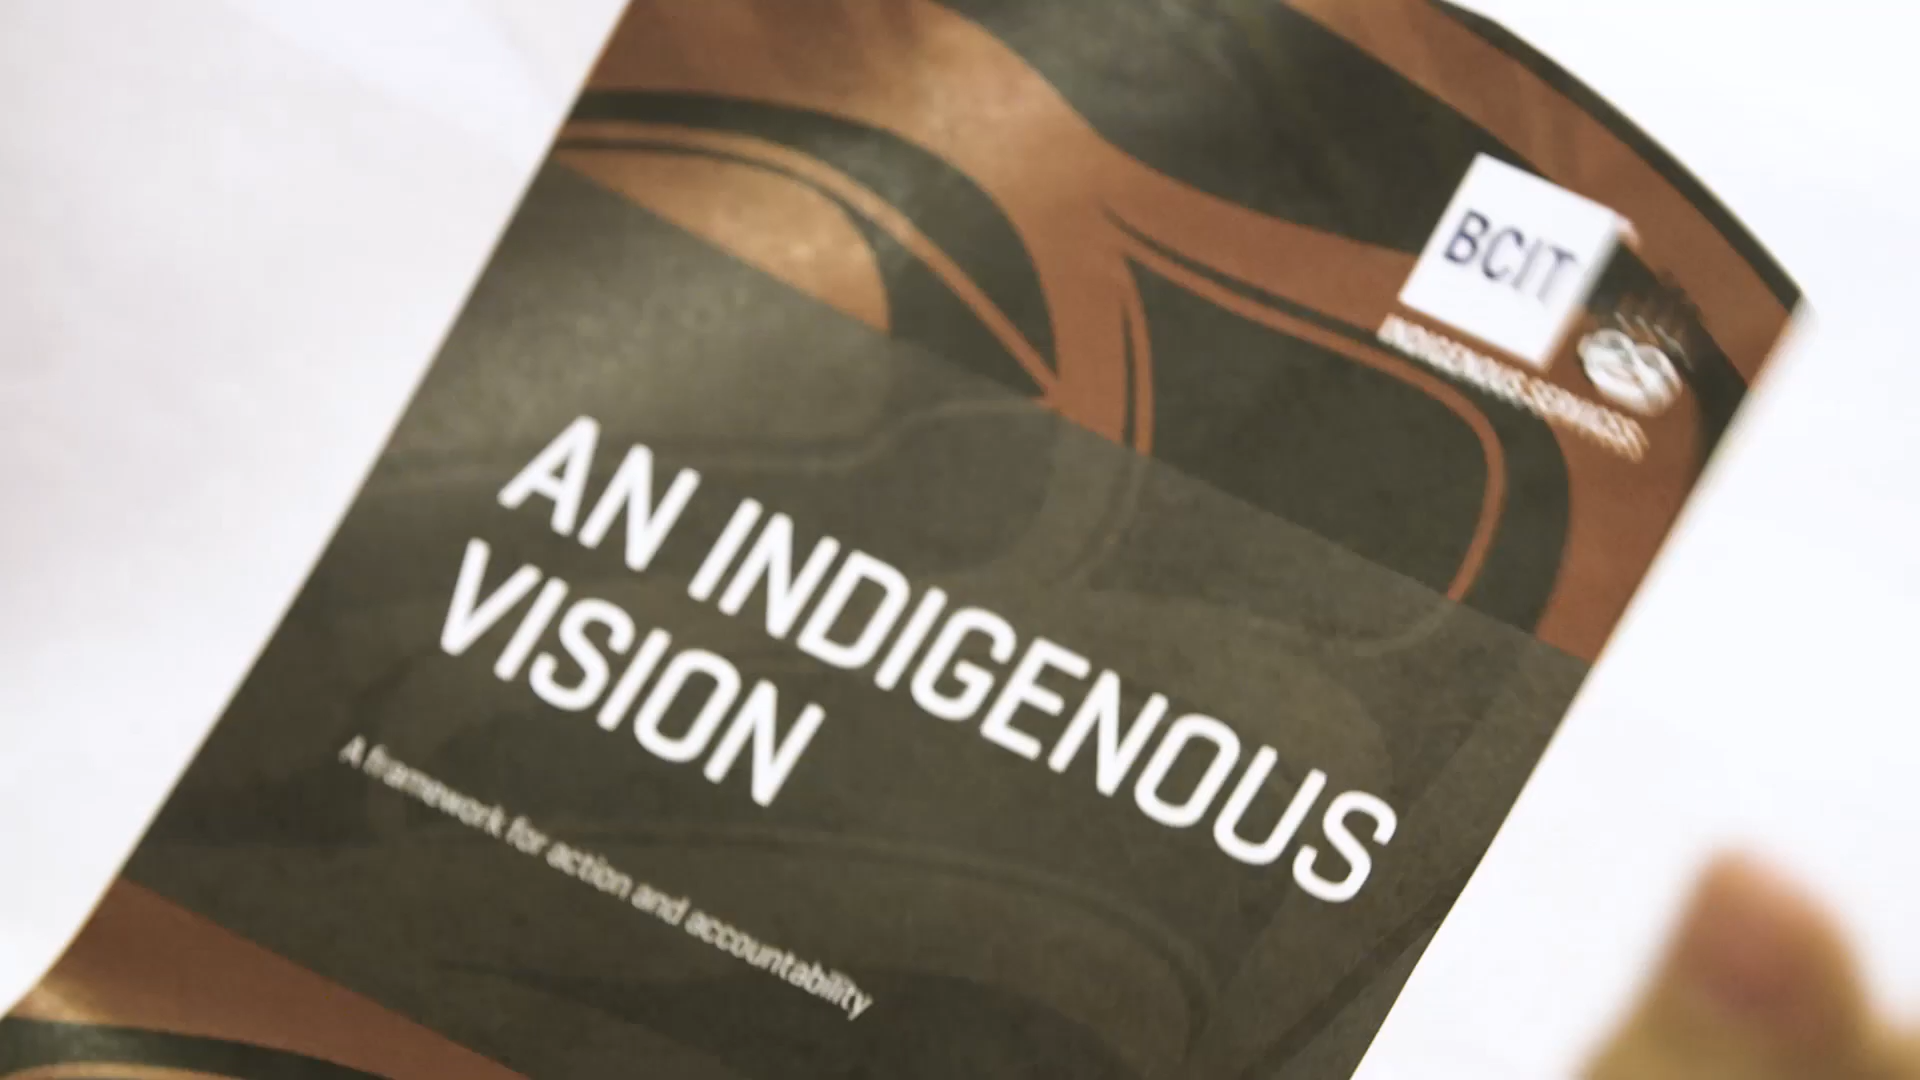 BCIT
INDIGENOUS SERVICES
AN INDIGENOUS
VISION
A framework for action and accountability